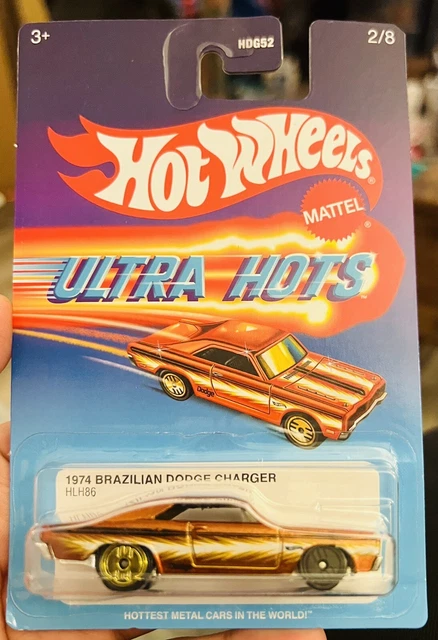 3+
HDG52
2/8
Hot Wheels®
MATTEL
®
ULTRA HOTS™
Dodge
1974 BRAZILIAN DODGE CHARGER
HLH86
HOTTEST METAL CARS IN THE WORLD!™